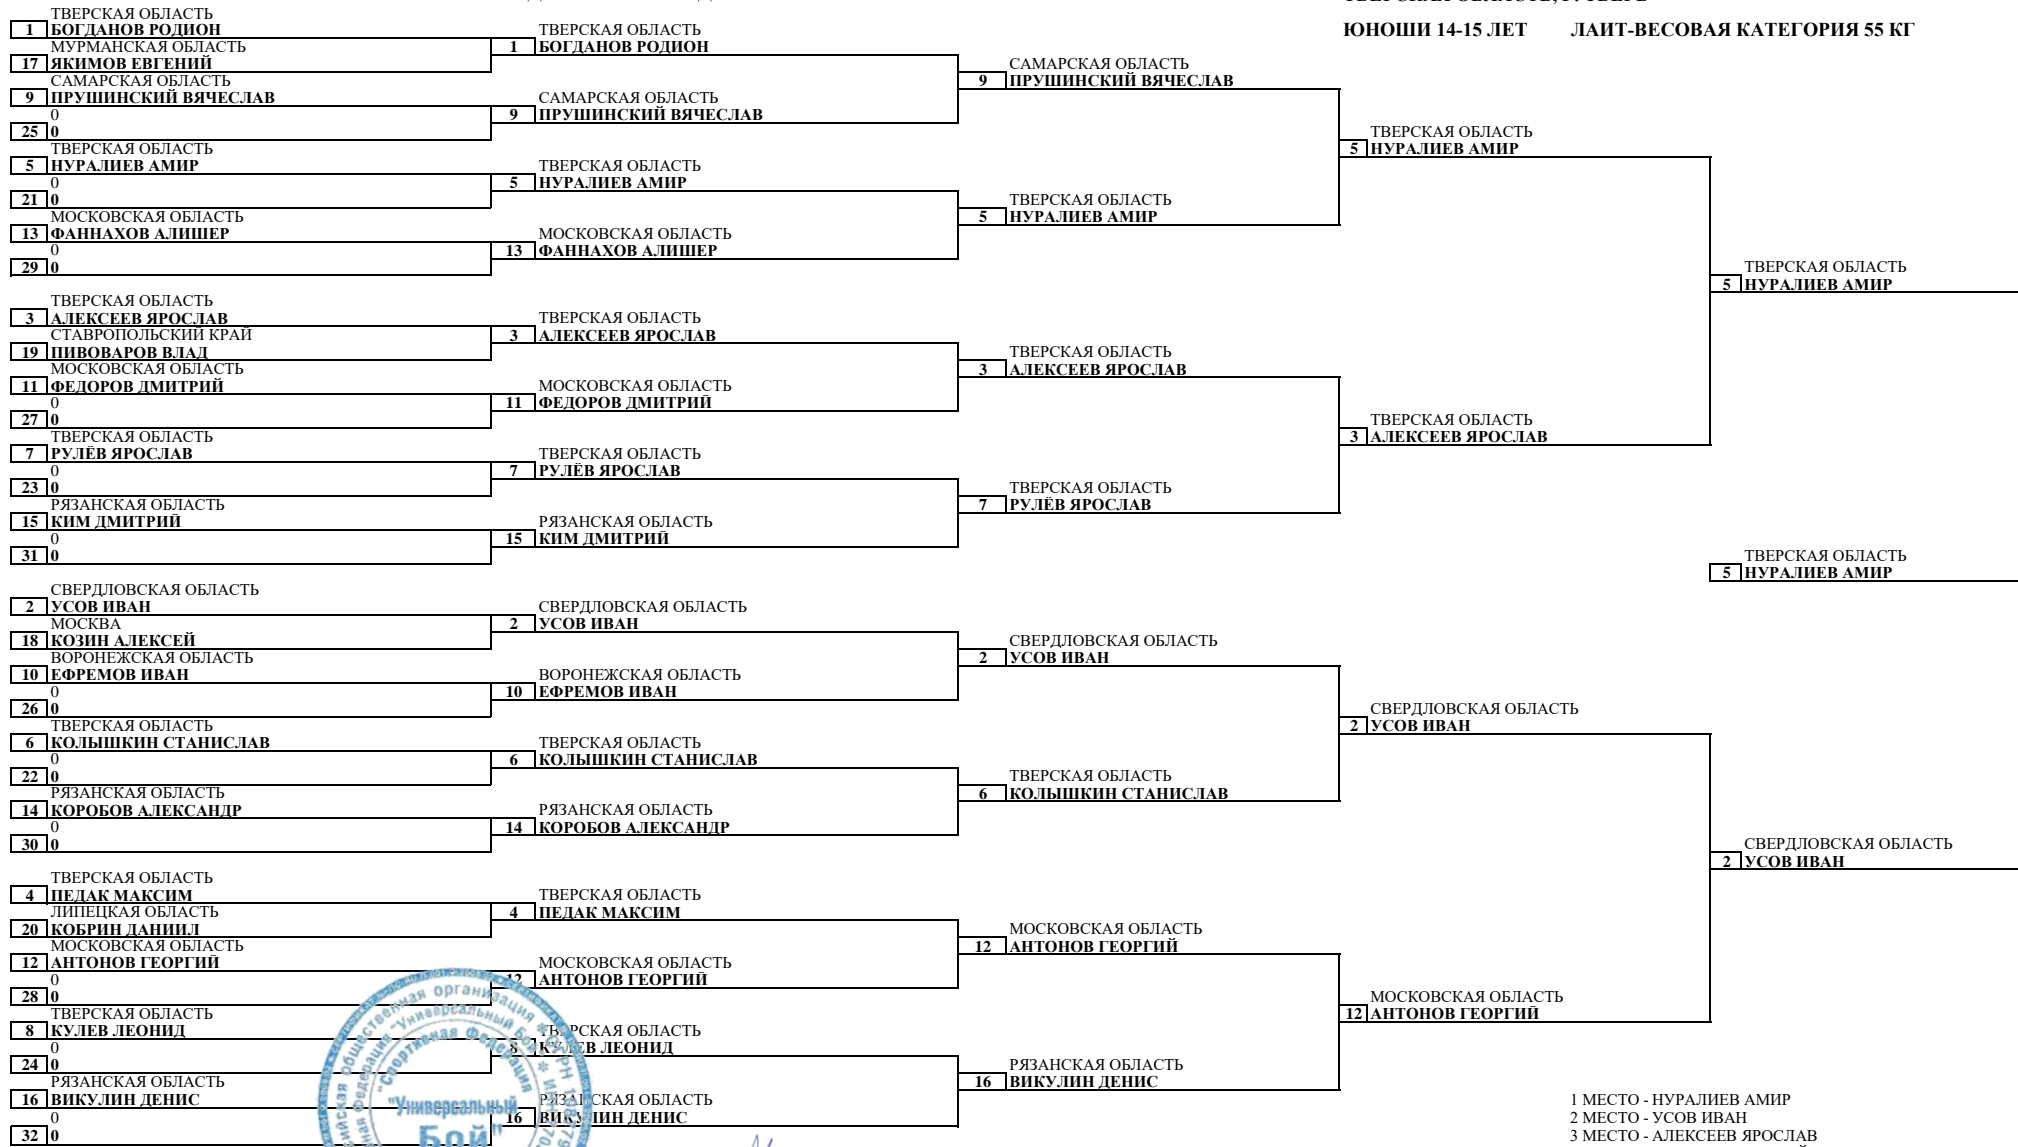 ЮНОШИ 14-15 ЛЕТ ЛАЙТ-ВЕСОВАЯ КАТЕГОРИЯ 55 КГ
ТВЕРСКАЯ ОБЛАСТЬ
1 БОГДАНОВ РОДИОН
МУРМАНСКАЯ ОБЛАСТЬ
17 ЯКИМОВ ЕВГЕНИЙ
САМАРСКАЯ ОБЛАСТЬ
9 ПРУШИНСКИЙ ВЯЧЕСЛАВ
0
25 0
ТВЕРСКАЯ ОБЛАСТЬ
5 НУРАЛИЕВ АМИР
0
21 0
МОСКОВСКАЯ ОБЛАСТЬ
13 ФАННАХОВ АЛИШЕР
0
29 0
ТВЕРСКАЯ ОБЛАСТЬ
3 АЛЕКСЕЕВ ЯРОСЛАВ
СТАВРОПОЛЬСКИЙ КРАЙ
19 ПИВОВАРОВ ВЛАД
МОСКОВСКАЯ ОБЛАСТЬ
11 ФЕДОРОВ ДМИТРИЙ
0
27 0
ТВЕРСКАЯ ОБЛАСТЬ
7 РУЛЁВ ЯРОСЛАВ
0
23 0
РЯЗАНСКАЯ ОБЛАСТЬ
15 КИМ ДМИТРИЙ
0
31 0
СВЕРДЛОВСКАЯ ОБЛАСТЬ
2 УСОВ ИВАН
МОСКВА
18 КОЗИН АЛЕКСЕЙ
ВОРОНЕЖСКАЯ ОБЛАСТЬ
10 ЕФРЕМОВ ИВАН
0
26 0
ТВЕРСКАЯ ОБЛАСТЬ
6 КОЛЫШКИН СТАНИСЛАВ
0
22 0
РЯЗАНСКАЯ ОБЛАСТЬ
14 КОРОБОВ АЛЕКСАНДР
0
30 0
ТВЕРСКАЯ ОБЛАСТЬ
4 ПЕДАК МАКСИМ
ЛИПЕЦКАЯ ОБЛАСТЬ
20 КОБРИН ДАНИИЛ
МОСКОВСКАЯ ОБЛАСТЬ
12 АНТОНОВ ГЕОРГИЙ
0
28 0
ТВЕРСКАЯ ОБЛАСТЬ
8 КУЛЕВ ЛЕОНИД
0
24 0
РЯЗАНСКАЯ ОБЛАСТЬ
16 ВИКУЛИН ДЕНИС
0
32 0
ТВЕРСКАЯ ОБЛАСТЬ
1 БОГДАНОВ РОДИОН
САМАРСКАЯ ОБЛАСТЬ
9 ПРУШИНСКИЙ ВЯЧЕСЛАВ
ТВЕРСКАЯ ОБЛАСТЬ
5 НУРАЛИЕВ АМИР
МОСКОВСКАЯ ОБЛАСТЬ
13 ФАННАХОВ АЛИШЕР
ТВЕРСКАЯ ОБЛАСТЬ
3 АЛЕКСЕЕВ ЯРОСЛАВ
МОСКОВСКАЯ ОБЛАСТЬ
11 ФЕДОРОВ ДМИТРИЙ
ТВЕРСКАЯ ОБЛАСТЬ
7 РУЛЁВ ЯРОСЛАВ
РЯЗАНСКАЯ ОБЛАСТЬ
15 КИМ ДМИТРИЙ
СВЕРДЛОВСКАЯ ОБЛАСТЬ
2 УСОВ ИВАН
ВОРОНЕЖСКАЯ ОБЛАСТЬ
10 ЕФРЕМОВ ИВАН
ТВЕРСКАЯ ОБЛАСТЬ
6 КОЛЫШКИН СТАНИСЛАВ
РЯЗАНСКАЯ ОБЛАСТЬ
14 КОРОБОВ АЛЕКСАНДР
ТВЕРСКАЯ ОБЛАСТЬ
4 ПЕДАК МАКСИМ
МОСКОВСКАЯ ОБЛАСТЬ
12 АНТОНОВ ГЕОРГИЙ
ТВЕРСКАЯ ОБЛАСТЬ
8 КУЛЕВ ЛЕОНИД
РЯЗАНСКАЯ ОБЛАСТЬ
16 ВИКУЛИН ДЕНИС
САМАРСКАЯ ОБЛАСТЬ
9 ПРУШИНСКИЙ ВЯЧЕСЛАВ
ТВЕРСКАЯ ОБЛАСТЬ
5 НУРАЛИЕВ АМИР
ТВЕРСКАЯ ОБЛАСТЬ
3 АЛЕКСЕЕВ ЯРОСЛАВ
ТВЕРСКАЯ ОБЛАСТЬ
7 РУЛЁВ ЯРОСЛАВ
СВЕРДЛОВСКАЯ ОБЛАСТЬ
2 УСОВ ИВАН
ТВЕРСКАЯ ОБЛАСТЬ
6 КОЛЫШКИН СТАНИСЛАВ
МОСКОВСКАЯ ОБЛАСТЬ
12 АНТОНОВ ГЕОРГИЙ
РЯЗАНСКАЯ ОБЛАСТЬ
16 ВИКУЛИН ДЕНИС
ТВЕРСКАЯ ОБЛАСТЬ
5 НУРАЛИЕВ АМИР
ТВЕРСКАЯ ОБЛАСТЬ
3 АЛЕКСЕЕВ ЯРОСЛАВ
СВЕРДЛОВСКАЯ ОБЛАСТЬ
2 УСОВ ИВАН
МОСКОВСКАЯ ОБЛАСТЬ
12 АНТОНОВ ГЕОРГИЙ
ТВЕРСКАЯ ОБЛАСТЬ
5 НУРАЛИЕВ АМИР
ТВЕРСКАЯ ОБЛАСТЬ
5 НУРАЛИЕВ АМИР
СВЕРДЛОВСКАЯ ОБЛАСТЬ
2 УСОВ ИВАН
1 МЕСТО - НУРАЛИЕВ АМИР
2 МЕСТО - УСОВ ИВАН
3 МЕСТО - АЛЕКСЕЕВ ЯРОСЛАВ
общественная организация
"Спортивная Федерация
"Универсальный
Бой"